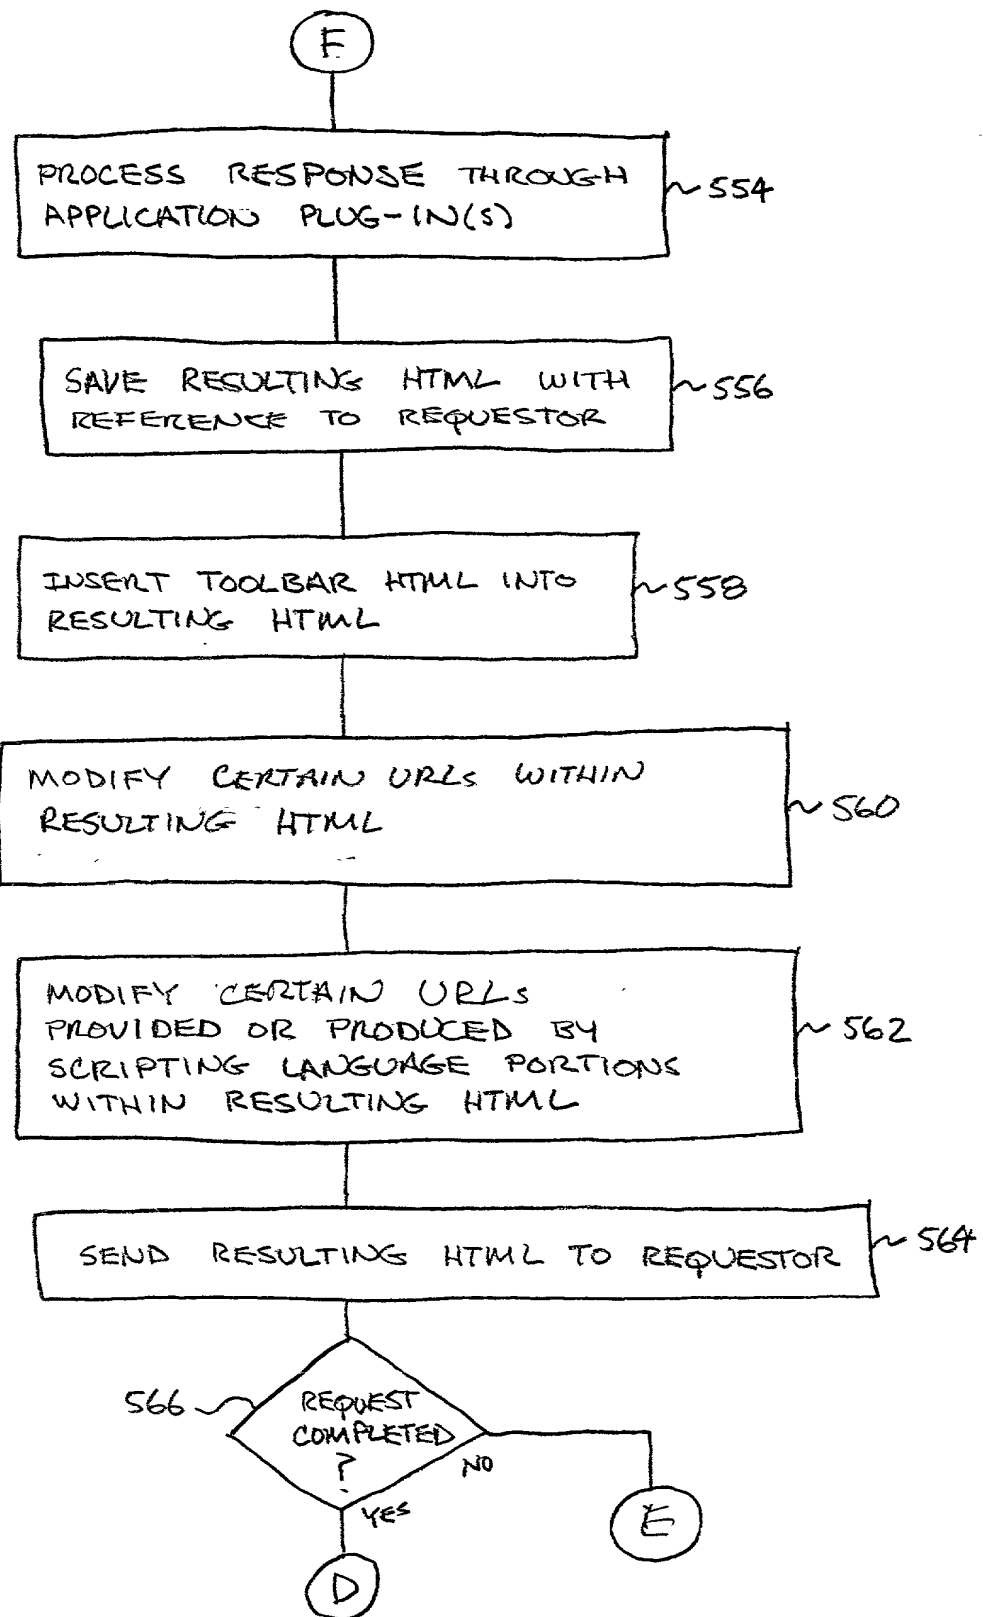 F
PROCESS RESPONSE THROUGH
APPLICATION PLUG-IN(S)
554
SAVE RESULTING HTML WITH
REFERENCE TO REQUESTOR
556
INSERT TOOLBAR HTML INTO
RESULTING HTML
558
MODIFY CERTAIN URLs WITHIN
RESULTING HTML
560
MODIFY CERTAIN URLs
PROVIDED OR PRODUCED BY
SCRIPTING LANGUAGE PORTIONS
WITHIN RESULTING HTML
562
SEND RESULTING HTML TO REQUESTOR
564
566
REQUEST
COMPLETED
?
NO
YES
E
D